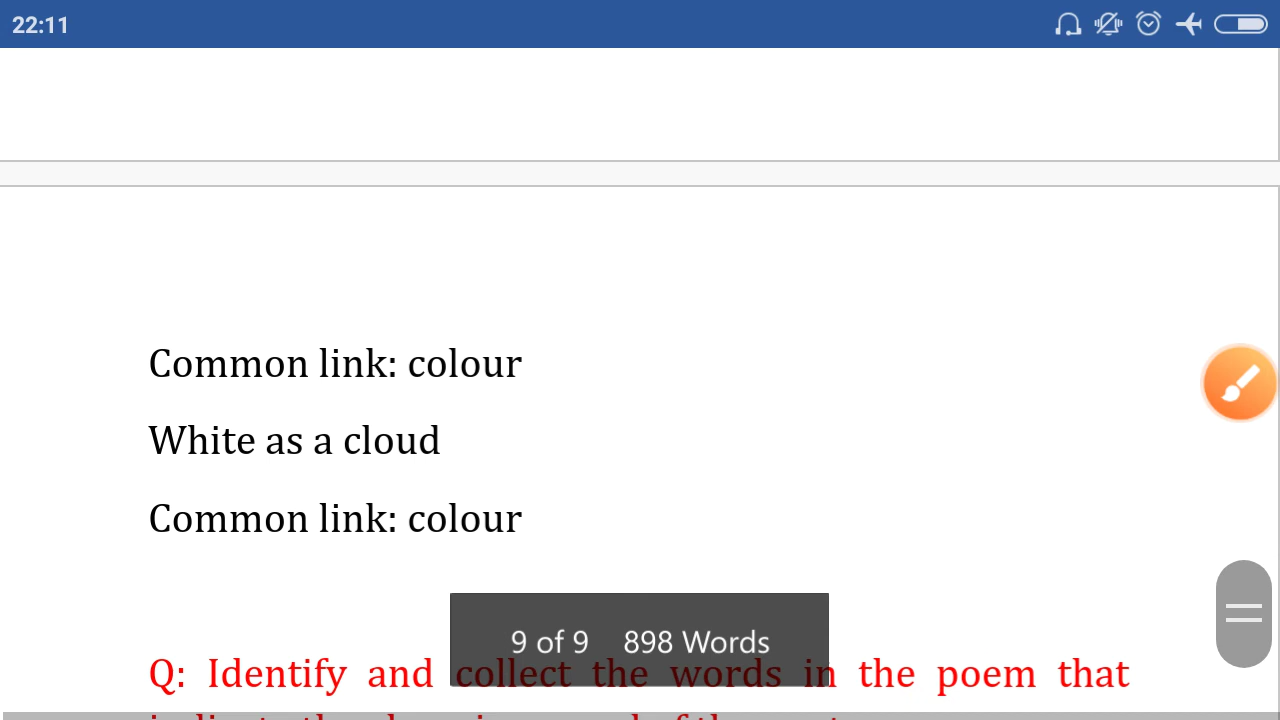 22:11
Common link: colour
White as a cloud
Common link: colour
9 of 9 898 Words
Q: Identify and collect the words in the poem that